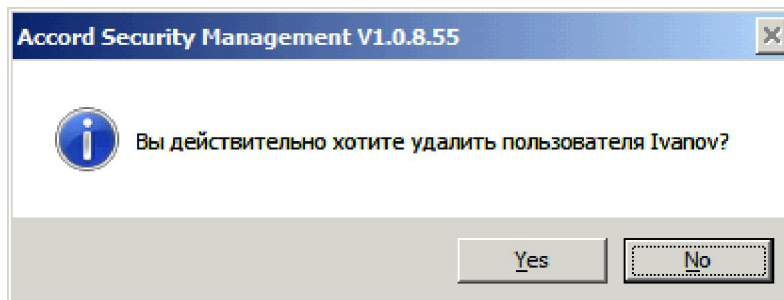 Accord Security Management V1.0.8.55
Вы действительно хотите удалить пользователя Ivanov?
Yes No